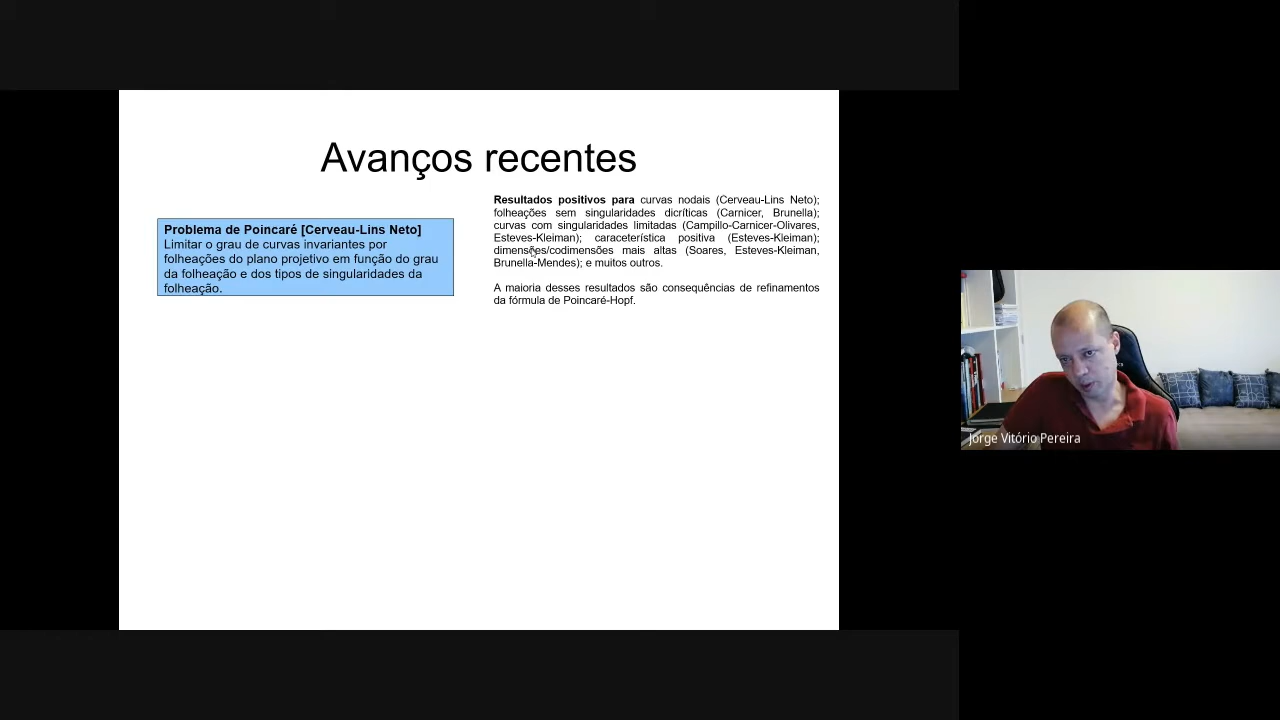 Avanços recentes
Problema de Poincaré [Cerveau-Lins Neto]
Limitar o grau de curvas invariantes por
folheações do plano projetivo em função do grau
da folheação e dos tipos de singularidades da
folheação.
Resultados positivos para curvas nodais (Cerveau-Lins Neto);
folheações sem singularidades dicríticas (Carnicer, Brunella);
curvas com singularidades limitadas (Campillo-Carnicer-Olivares,
Esteves-Kleiman); caraceterística positiva (Esteves-Kleiman);
dimensões/codimensões mais altas (Soares, Esteves-Kleiman,
Brunella-Mendes); e muitos outros.
A maioria desses resultados são consequências de refinamentos
da fórmula de Poincaré-Hopf.
Jorge Vitório Pereira